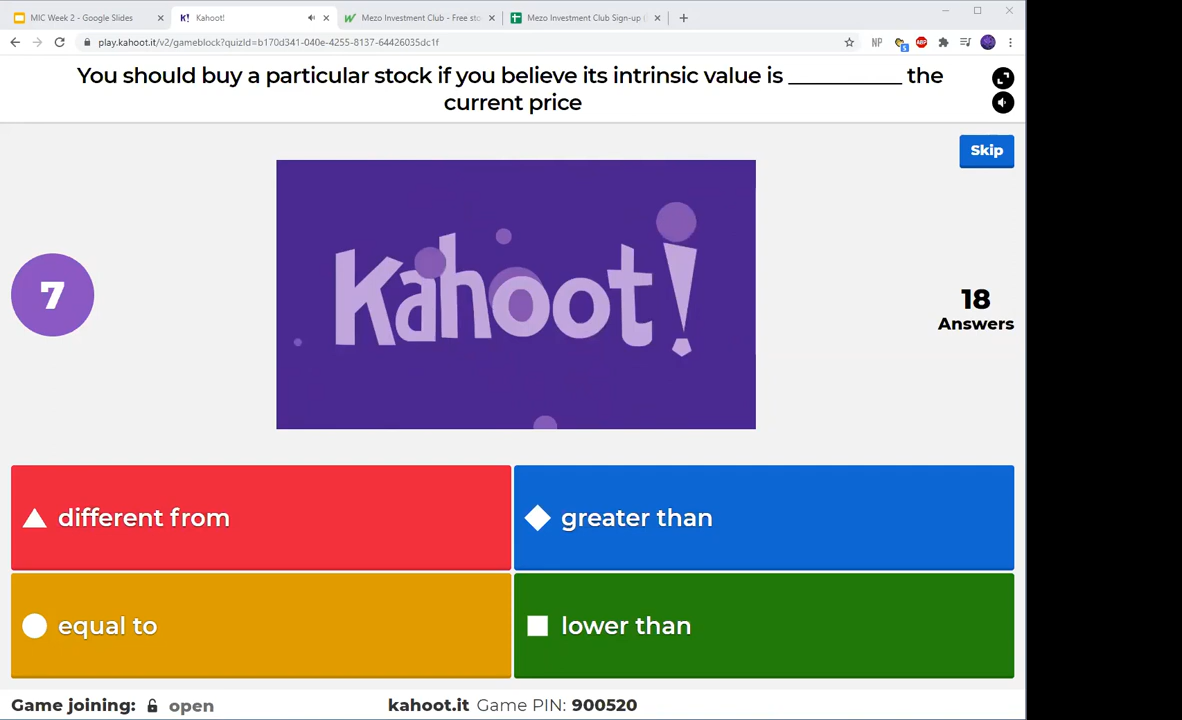 MIC Week 2 - Google Slides
Kahoot!
Mezo Investment Club - Free sto
Mezo Investment Club Sign-up (
play.kahoot.it/v2/gameblock?quizId=b170d341-040e-4255-8137-64426035dc1f
NP
5
ABP
You should buy a particular stock if you believe its intrinsic value is __________ the
current price
Skip
Kahoot!
7
18
Answers
different from
greater than
equal to
lower than
Game joining: open
kahoot.it Game PIN: 900520